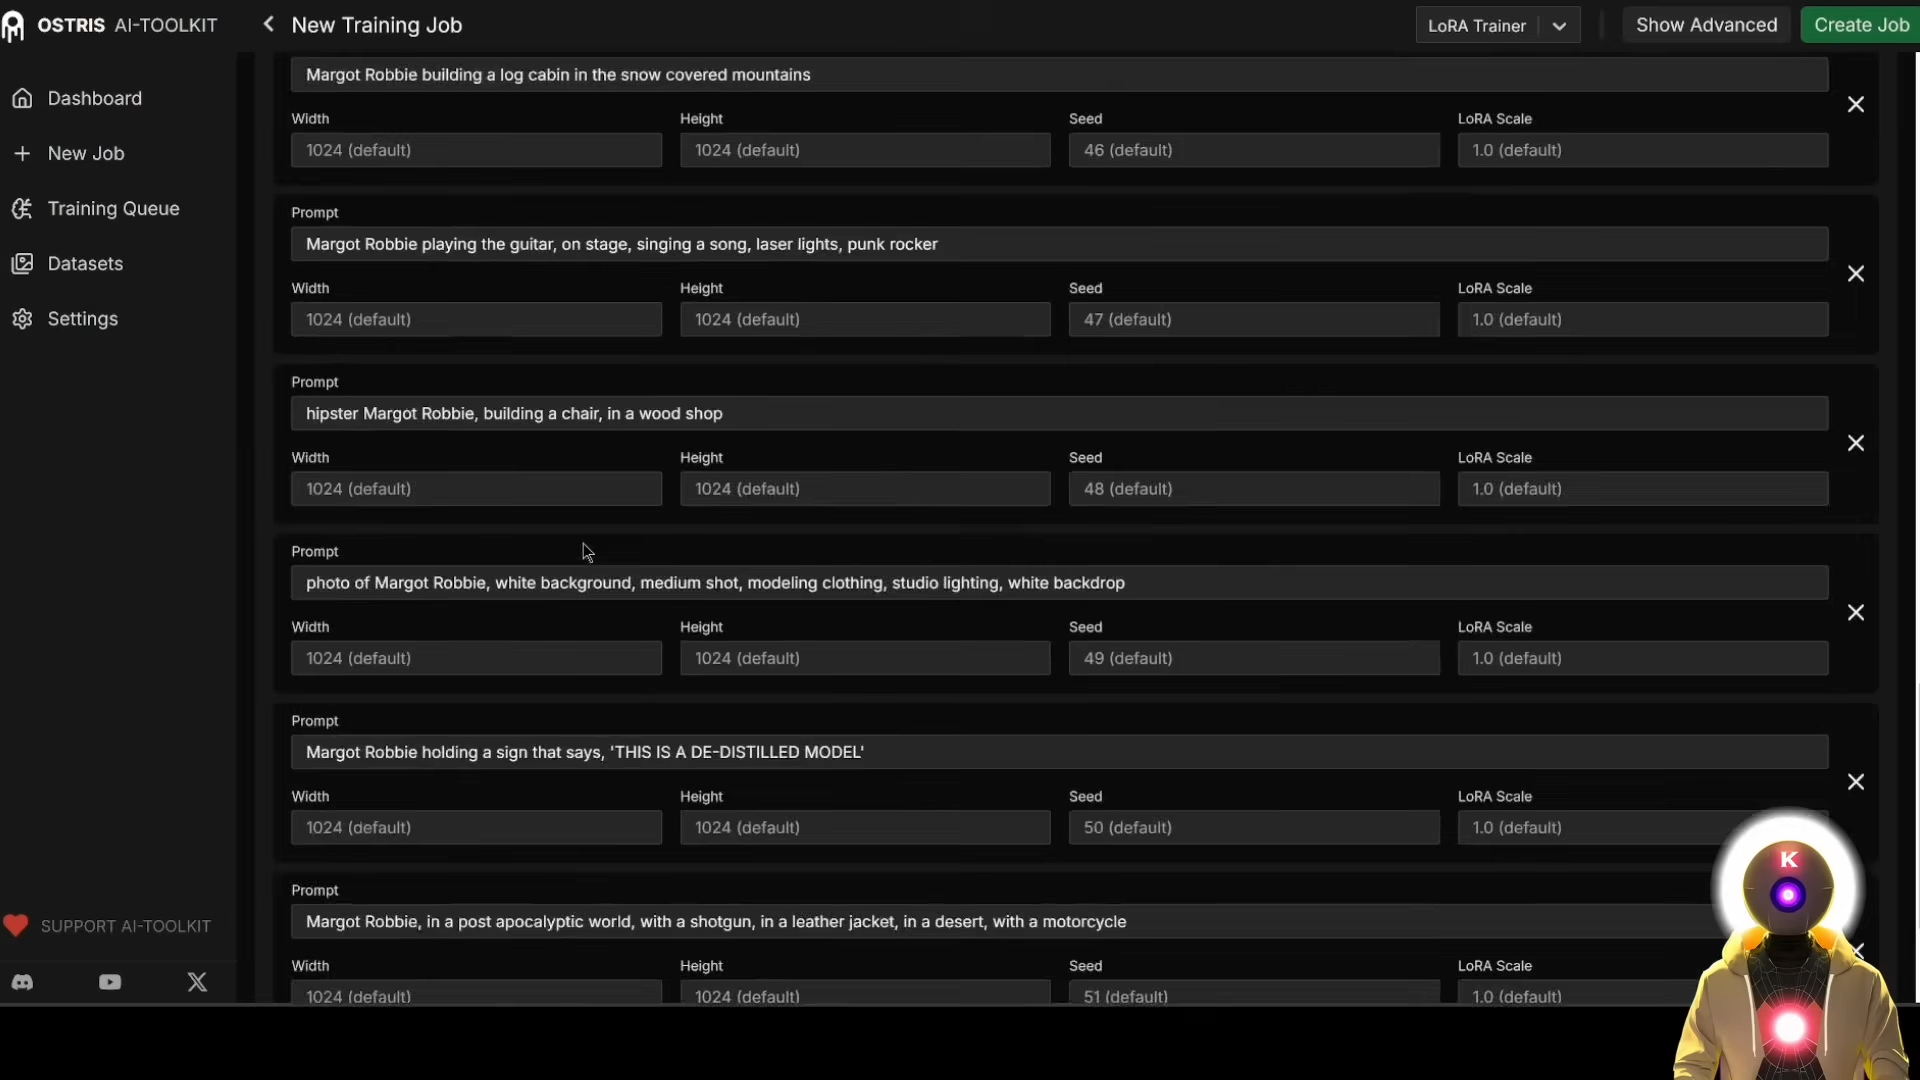 OSTRIS AI-TOOLKIT
New Training Job
LoRA Trainer
Show Advanced
Create Job
Dashboard
New Job
Training Queue
Datasets
Settings
SUPPORT AI-TOOLKIT
Margot Robbie building a log cabin in the snow covered mountains
Width Height Seed LoRA Scale
1024 (default) 1024 (default) 46 (default) 1.0 (default)
Prompt
Margot Robbie playing the guitar, on stage, singing a song, laser lights, punk rocker
Width Height Seed LoRA Scale
1024 (default) 1024 (default) 47 (default) 1.0 (default)
Prompt
hipster Margot Robbie, building a chair, in a wood shop
Width Height Seed LoRA Scale
1024 (default) 1024 (default) 48 (default) 1.0 (default)
Prompt
photo of Margot Robbie, white background, medium shot, modeling clothing, studio lighting, white backdrop
Width Height Seed LoRA Scale
1024 (default) 1024 (default) 49 (default) 1.0 (default)
Prompt
Margot Robbie holding a sign that says, 'THIS IS A DE-DISTILLED MODEL'
Width Height Seed LoRA Scale
1024 (default) 1024 (default) 50 (default) 1.0 (default)
Prompt
Margot Robbie, in a post apocalyptic world, with a shotgun, in a leather jacket, in a desert, with a motorcycle
Width Height Seed LoRA Scale
1024 (default) 1024 (default) 51 (default) 1.0 (default)
K